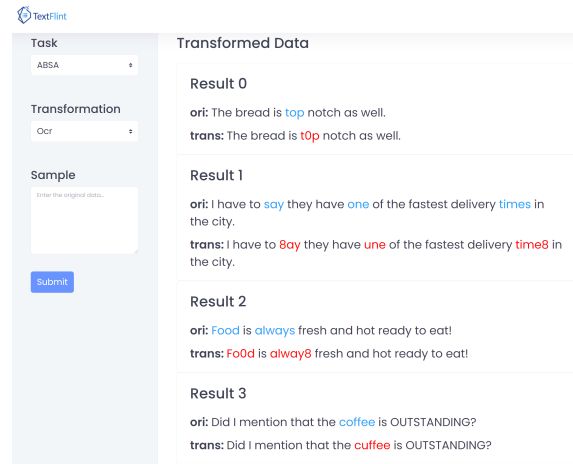 TextFlint
Task
ABSA
Transformation
Ocr
Sample
Enter the original data...
Submit
Transformed Data
Result 0
ori: The bread is top notch as well.
trans: The bread is t0p notch as well.
Result 1
ori: I have to say they have one of the fastest delivery times in
the city.
trans: I have to 8ay they have une of the fastest delivery time8 in
the city.
Result 2
ori: Food is always fresh and hot ready to eat!
trans: Fo0d is alway8 fresh and hot ready to eat!
Result 3
ori: Did I mention that the coffee is OUTSTANDING?
trans: Did I mention that the cuffee is OUTSTANDING?